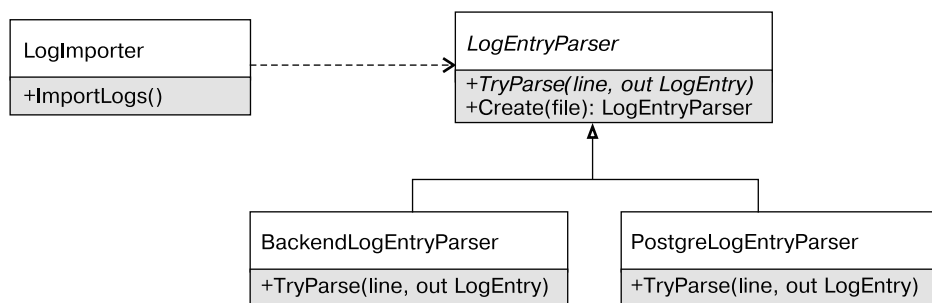 LogImporter
+ImportLogs()
LogEntryParser
+TryParse(line, out LogEntry)
+Create(file): LogEntryParser
BackendLogEntryParser
+TryParse(line, out LogEntry)
PostgreLogEntryParser
+TryParse(line, out LogEntry)